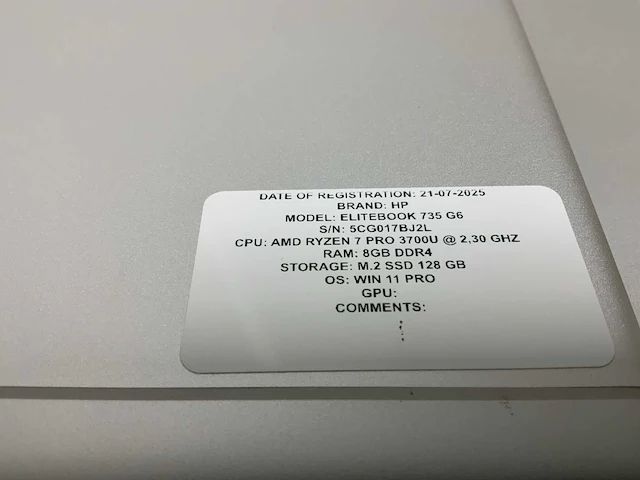 DATE OF REGISTRATION: 21-07-2025
BRAND: HP
MODEL: ELITEBOOK 735 G6
S/N: 5CG017BJ2L
CPU: AMD RYZEN 7 PRO 3700U @ 2,30 GHZ
RAM: 8GB DDR4
STORAGE: M.2 SSD 128 GB
OS: WIN 11 PRO
GPU:
COMMENTS: